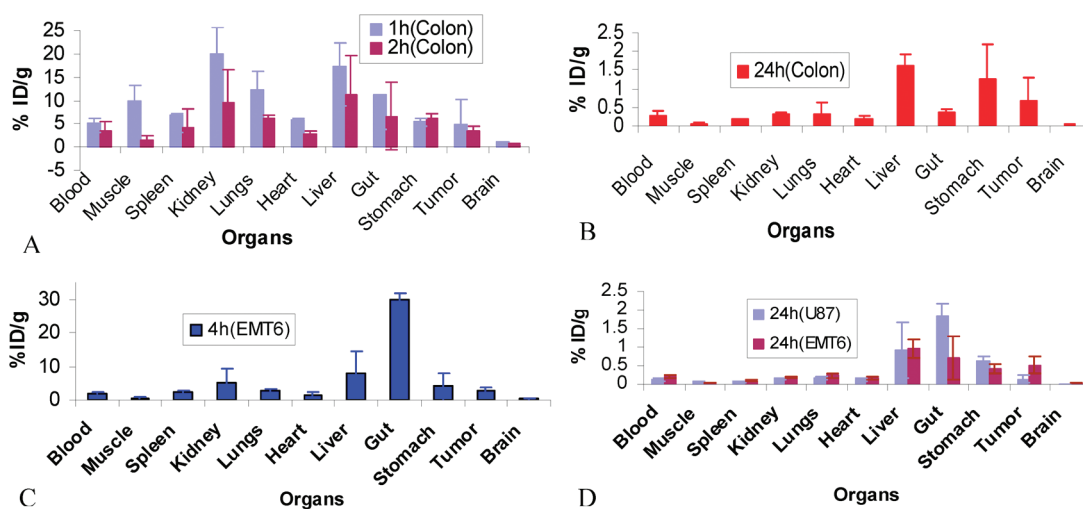 % ID/g
25
20
15
10
5
0
-5
1h(Colon)
2h(Colon)
Blood
Muscle
Spleen
Kidney
Lungs
Heart
Liver
Gut
Stomach
Tumor
Brain
Organs
A
% ID/g
2.5
2
1.5
1
0.5
0
24h(Colon)
Blood
Muscle
Spleen
Kidney
Lungs
Heart
Liver
Gut
Stomach
Tumor
Brain
Organs
B
%ID/g
30
20
10
0
4h(EMT6)
Blood
Muscle
Spleen
Kidney
Lungs
Heart
Liver
Gut
Stomach
Tumor
Brain
Organs
C
% ID/g
2.5
2
1.5
1
0.5
0
24h(U87)
24h(EMT6)
Blood
Muscle
Spleen
Kidney
Lungs
Heart
Liver
Gut
Stomach
Tumor
Brain
Organs
D